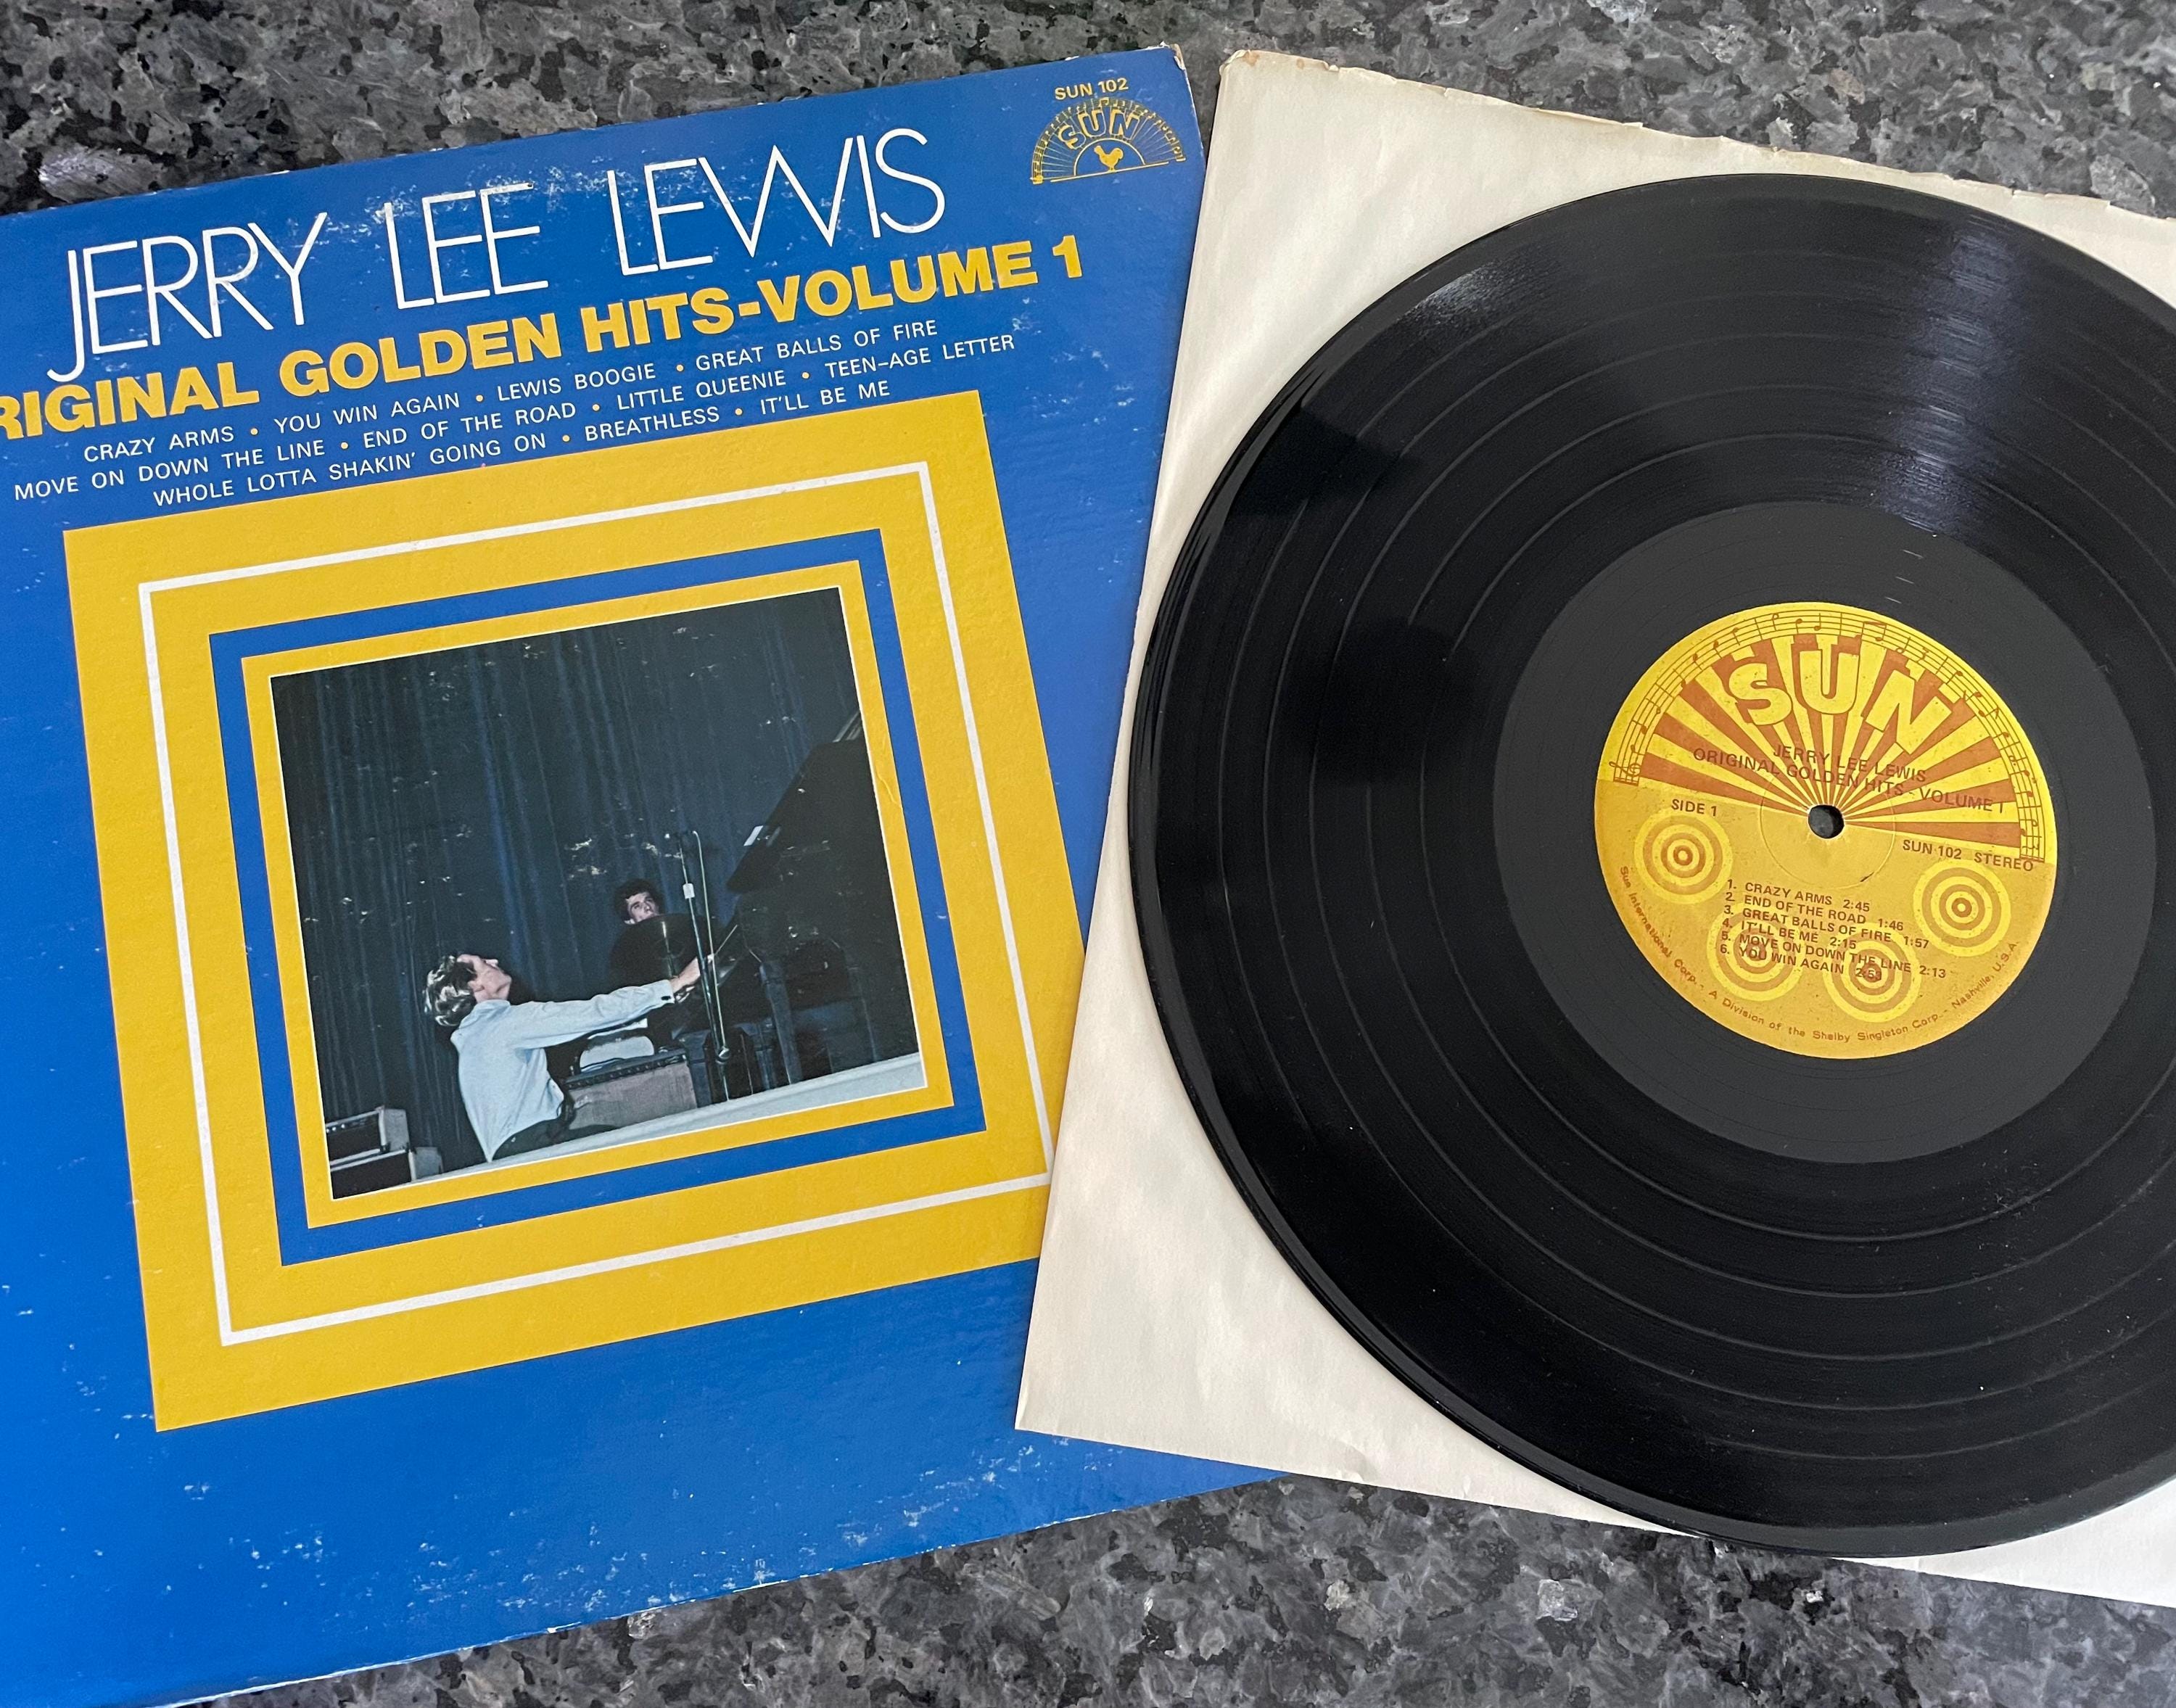 SUN 102
SUN
JERRY LEE LEWIS
RIGINAL GOLDEN HITS-VOLUME 1
CRAZY ARMS • YOU WIN AGAIN • LEWIS BOOGIE • GREAT BALLS OF FIRE
MOVE ON DOWN THE LINE • END OF THE ROAD • LITTLE QUEENIE • TEEN-AGE LETTER
WHOLE LOTTA SHAKIN' GOING ON • BREATHLESS • IT'LL BE ME
SUN
JERRY LEE LEWIS
ORIGINAL GOLDEN HITS - VOLUME I
SIDE 1
SUN 102 STEREO
1. CRAZY ARMS 2:45
2. END OF THE ROAD 1:46
3. GREAT BALLS OF FIRE 1:57
4. IT'LL BE ME 2:15
5. MOVE ON DOWN THE LINE 2:13
6. YOU WIN AGAIN
Sun International Corp. - A Division of the Shelby Singleton Corp. - Nashville, U.S.A.